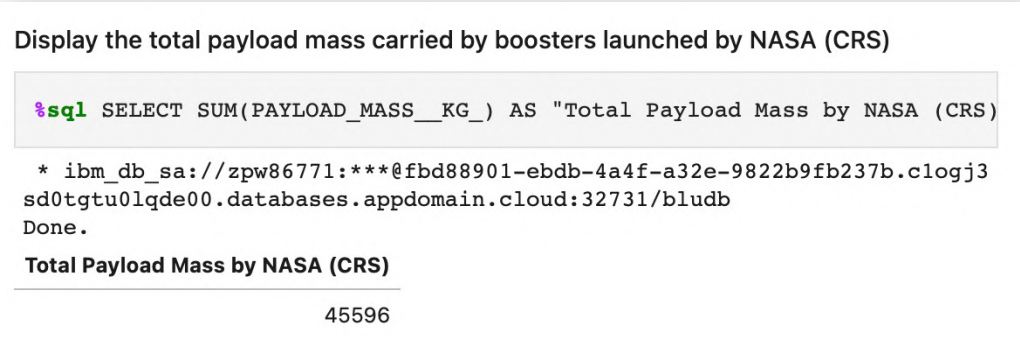 Display the total payload mass carried by boosters launched by NASA (CRS)
%sql SELECT SUM(PAYLOAD_MASS__KG_) AS "Total Payload Mass by NASA (CRS)
* ibm_db_sa://zpw86771:***@fbd88901-ebdb-4a4f-a32e-9822b9fb237b.c1ogj3
sd0tgtu0lqde00.databases.appdomain.cloud:32731/bludb
Done.
Total Payload Mass by NASA (CRS)
45596